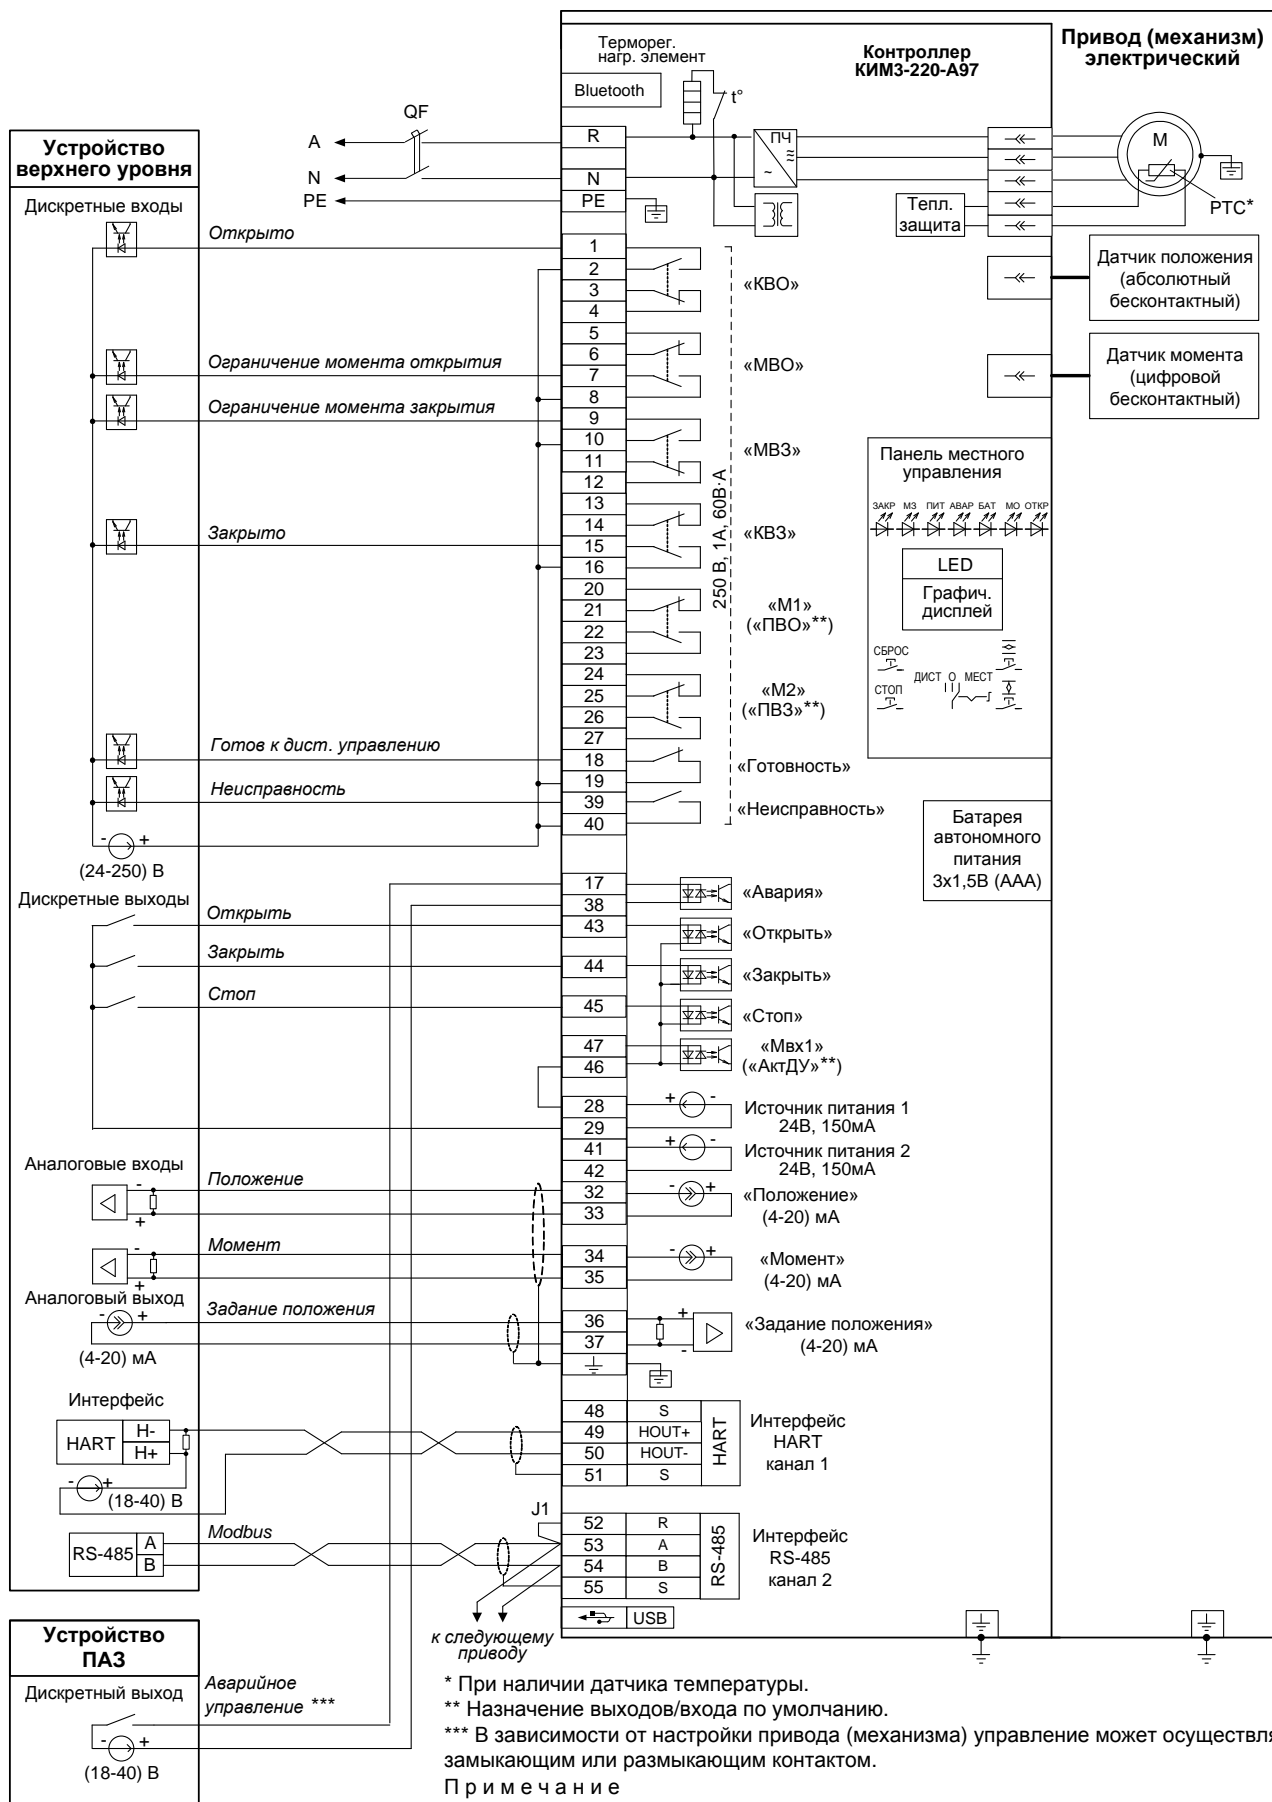 Терморег.
нагр. элемент
Контроллер
КИМ3-220-А97
Привод (механизм)
электрический
Bluetooth
t°
QF
A
N
PE
R
N
PE
ПЧ
≈
~
M
PTC*
Тепл.
защита
Датчик положения
(абсолютный
бесконтактный)
Датчик момента
(цифровой
бесконтактный)
Устройство
верхнего уровня
Дискретные входы
Открыто
1
2
3
4
«КВО»
5
6
7
8
«МВО»
Ограничение момента открытия
Ограничение момента закрытия
9
10
11
12
«МВЗ»
13
14
15
16
«КВЗ»
Закрыто
20
21
22
23
«М1»
(«ПВО»**)
24
25
26
27
«М2»
(«ПВЗ»**)
250 В, 1А, 60В·А
Готов к дист. управлению
18
19
«Готовность»
Неисправность
39
40
«Неисправность»
- +
(24-250) В
Панель местного
управления
ЗАКР МЗ ПИТ АВАР БАТ МО ОТКР
LED
Графич.
дисплей
СБРОС
СТОП
ДИСТ О МЕСТ
Батарея
автономного
питания
3х1,5В (ААА)
Дискретные выходы
17
38
«Авария»
Открыть
43
«Открыть»
Закрыть
44
«Закрыть»
Стоп
45
«Стоп»
47
46
«Мвх1»
(«АктДУ»**)
28
29
+ -
Источник питания 1
24В, 150мА
41
42
+ -
Источник питания 2
24В, 150мА
Аналоговые входы
Положение
-
+
32
33
- +
«Положение»
(4-20) мА
Момент
-
+
34
35
- +
«Момент»
(4-20) мА
Аналоговый выход
- +
(4-20) мА
Задание положения
36
37
+
-
«Задание положения»
(4-20) мА
Интерфейс
HART
H-
H+
- +
(18-40) В
48 S
49 HOUT+
50 HOUT-
51 S
HART
Интерфейс
HART
канал 1
J1
RS-485
A
B
Modbus
52 R
53 A
54 B
55 S
RS-485
Интерфейс
RS-485
канал 2
USB
к следующему
приводу
Устройство
ПАЗ
Дискретный выход
- +
(18-40) В
Аварийное
управление ***
* При наличии датчика температуры.
** Назначение выходов/входа по умолчанию.
*** В зависимости от настройки привода (механизма) управление может осуществля
замыкающим или размыкающим контактом.
П р и м е ч а н и е